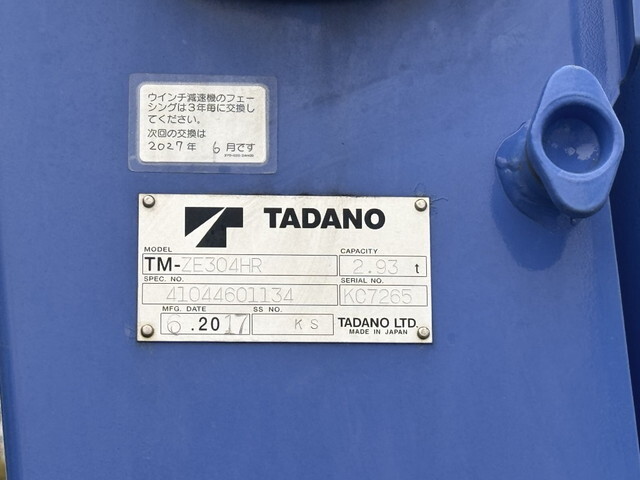 ウインチ減速機のフェー
シングは3年毎に交換し
てください。
次回の交換は
2027年 6月です
TADANO
MODEL
TM-ZE304HR
CAPACITY
2.93 t
SPEC. NO.
41044601134
SERIAL NO.
KC7265
MFG. DATE
6.2017
SS NO.
KS
TADANO LTD.
MADE IN JAPAN